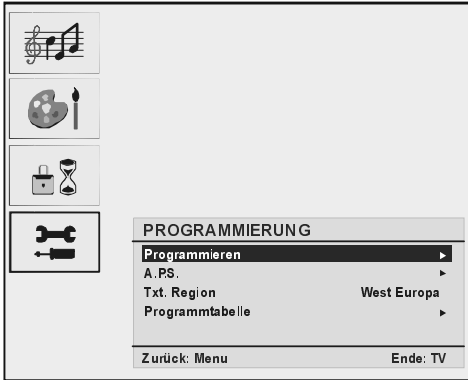 PROGRAMMIERUNG
Programmieren ►
A.P.S. ►
Txt. Region West Europa
Programmtabelle ►
Zurück: Menu Ende: TV